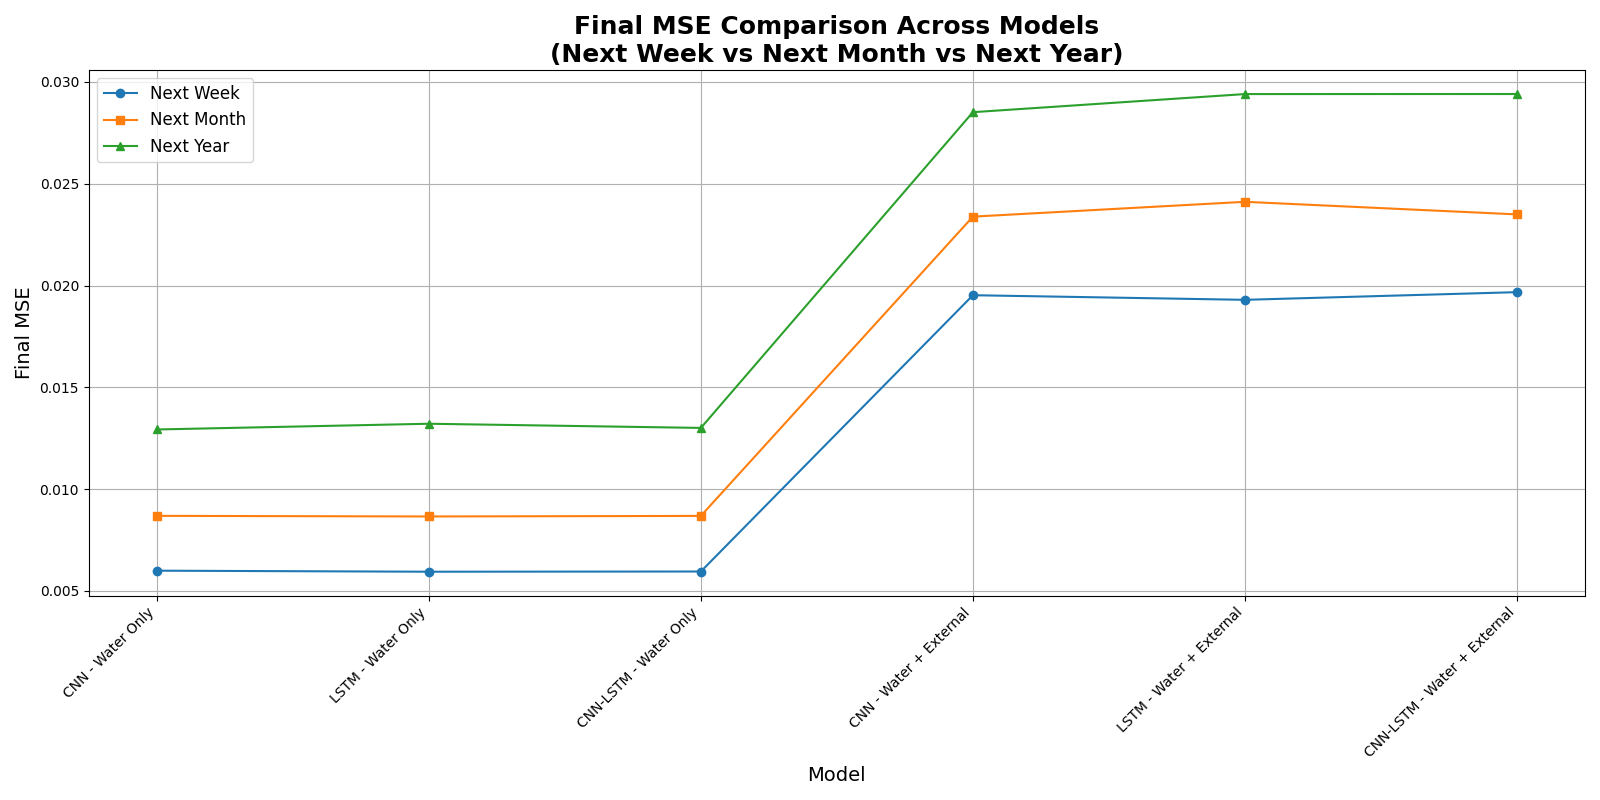 Final MSE Comparison Across Models
(Next Week vs Next Month vs Next Year)
Next Week
Next Month
Next Year
Final MSE
0.030
0.025
0.020
0.015
0.010
0.005
CNN - Water Only
LSTM - Water Only
CNN-LSTM - Water Only
CNN - Water + External
LSTM - Water + External
CNN-LSTM - Water + External
Model